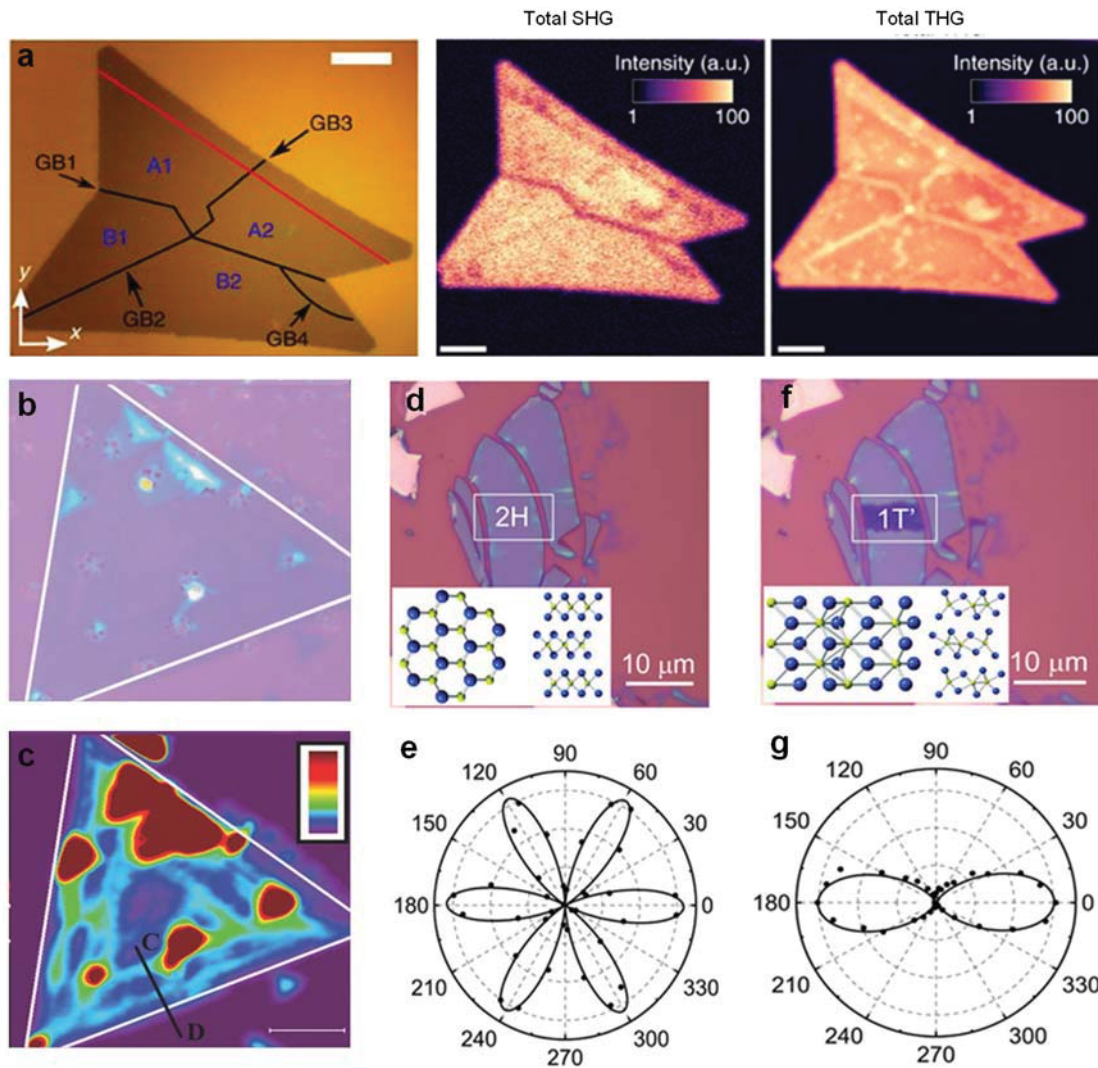 Total SHG
Total THG
a
GB3
GB1
A1
A2
B1
B2
GB2
GB4
y
x
Intensity (a.u.)
1 100
Intensity (a.u.)
1 100
b
d
2H
10 μm
f
1T’
10 μm
c
C
D
e
90
120 60
150 30
180 0
210 330
240 300
270
g
90
120 60
150 30
180 0
210 330
240 300
270